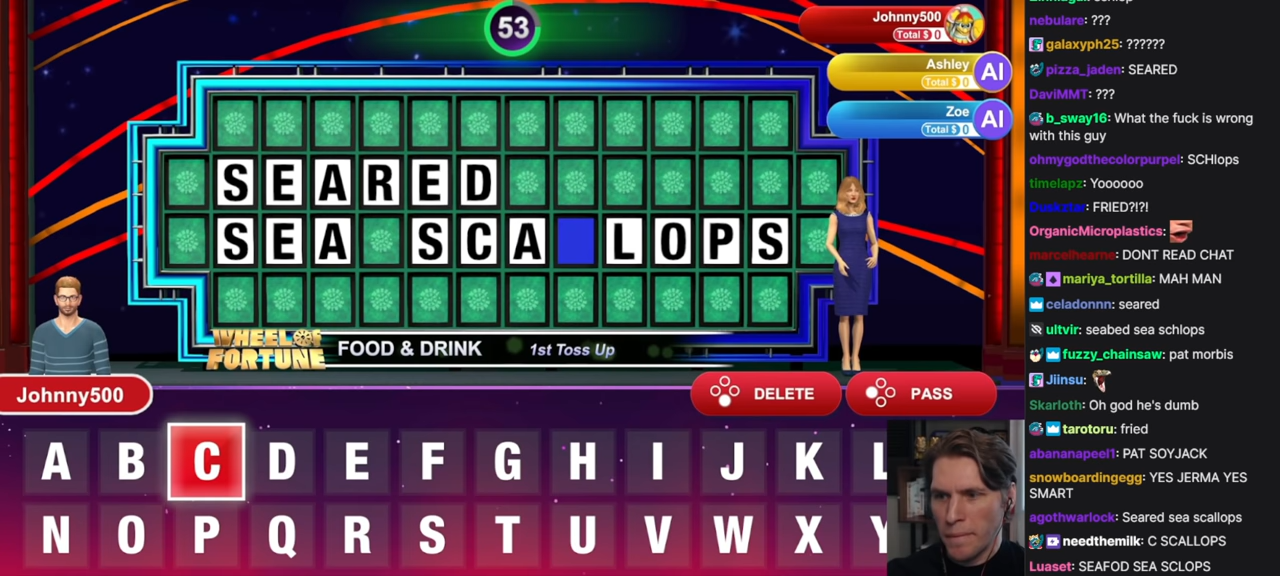 53
Johnny500
Total $ 0
Ashley
Total $ 0
AI
Zoe
Total $ 0
AI
SEARED
SEA SCA LOPS
WHEEL OF
FORTUNE
FOOD & DRINK
1st Toss Up
Johnny500
DELETE
PASS
A B C D E F G H I J K L
N O P Q R S T U V W X Y
nebulare: ???
galaxyph25: ??????
pizza_jaden: SEARED
DaviMMT: ???
b_sway16: What the fuck is wrong
with this guy
ohmygodthecolorpurpel: SCHlops
timelapz: Yoooooo
: FRIED?!?!
OrganicMicroplastics:
marcelhearne: DONT READ CHAT
mariya_tortilla: MAH MAN
celadonnn: seared
ultvir: seabed sea schlops
fuzzy_chainsaw: pat morbis
Jiinsu:
Skarloth: Oh god he's dumb
tarotoru: fried
abananapeel1: PAT SOYJACK
snowboardingegg: YES JERMA YES
SMART
agothwarlock: Seared sea scallops
needthemilk: C SCALLOPS
Luaset: SEAFOD SEA SCLOPS